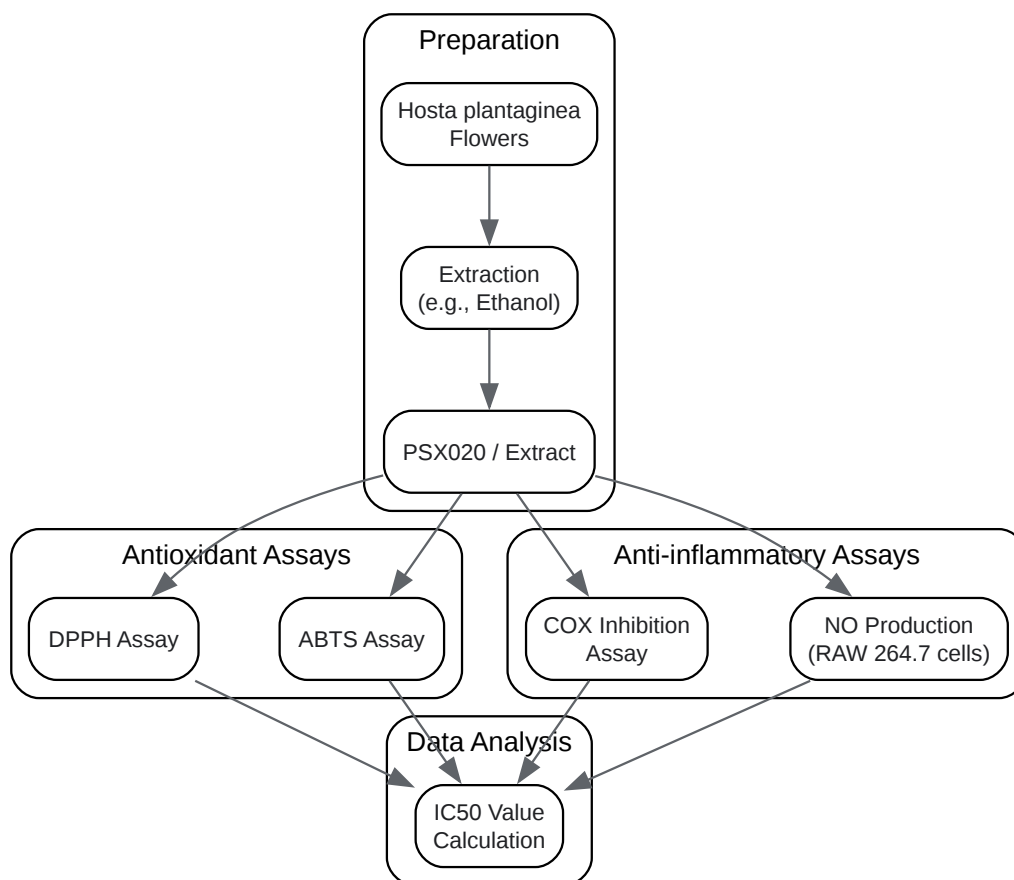 Preparation
Hosta plantaginea
Flowers
Extraction
(e.g., Ethanol)
PSX020 / Extract
Antioxidant Assays
Anti-inflammatory Assays
DPPH Assay
ABTS Assay
COX Inhibition
Assay
NO Production
(RAW 264.7 cells)
Data Analysis
IC50 Value
Calculation